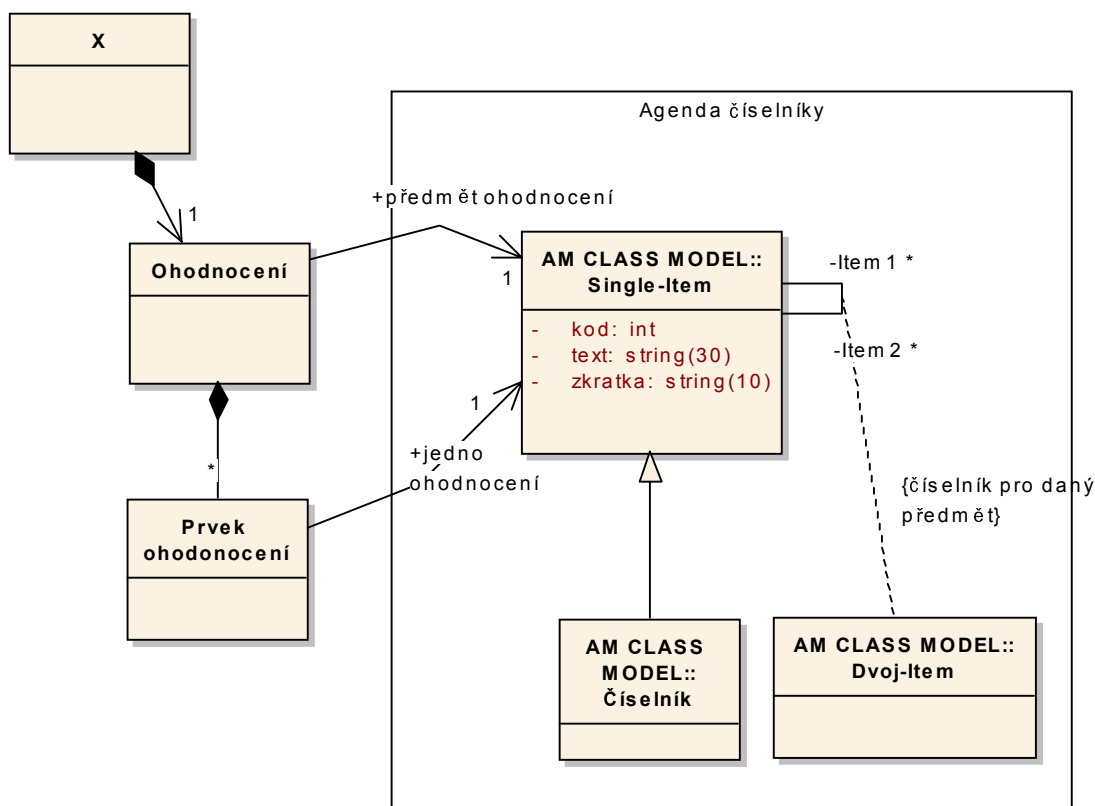 X
Agenda číselníky
+předmět ohodnocení
1
1
Ohodnocení
AM CLASS MODEL::
Single-Item
- kod: int
- text: string(30)
- zkratka: string(10)
-Item 1 *
-Item 2 *
1
+jedno
ohodnocení
*
{číselník pro daný
předmět}
Prvek
ohodonocení
AM CLASS
MODEL::
Číselník
AM CLASS MODEL::
Dvoj-Item